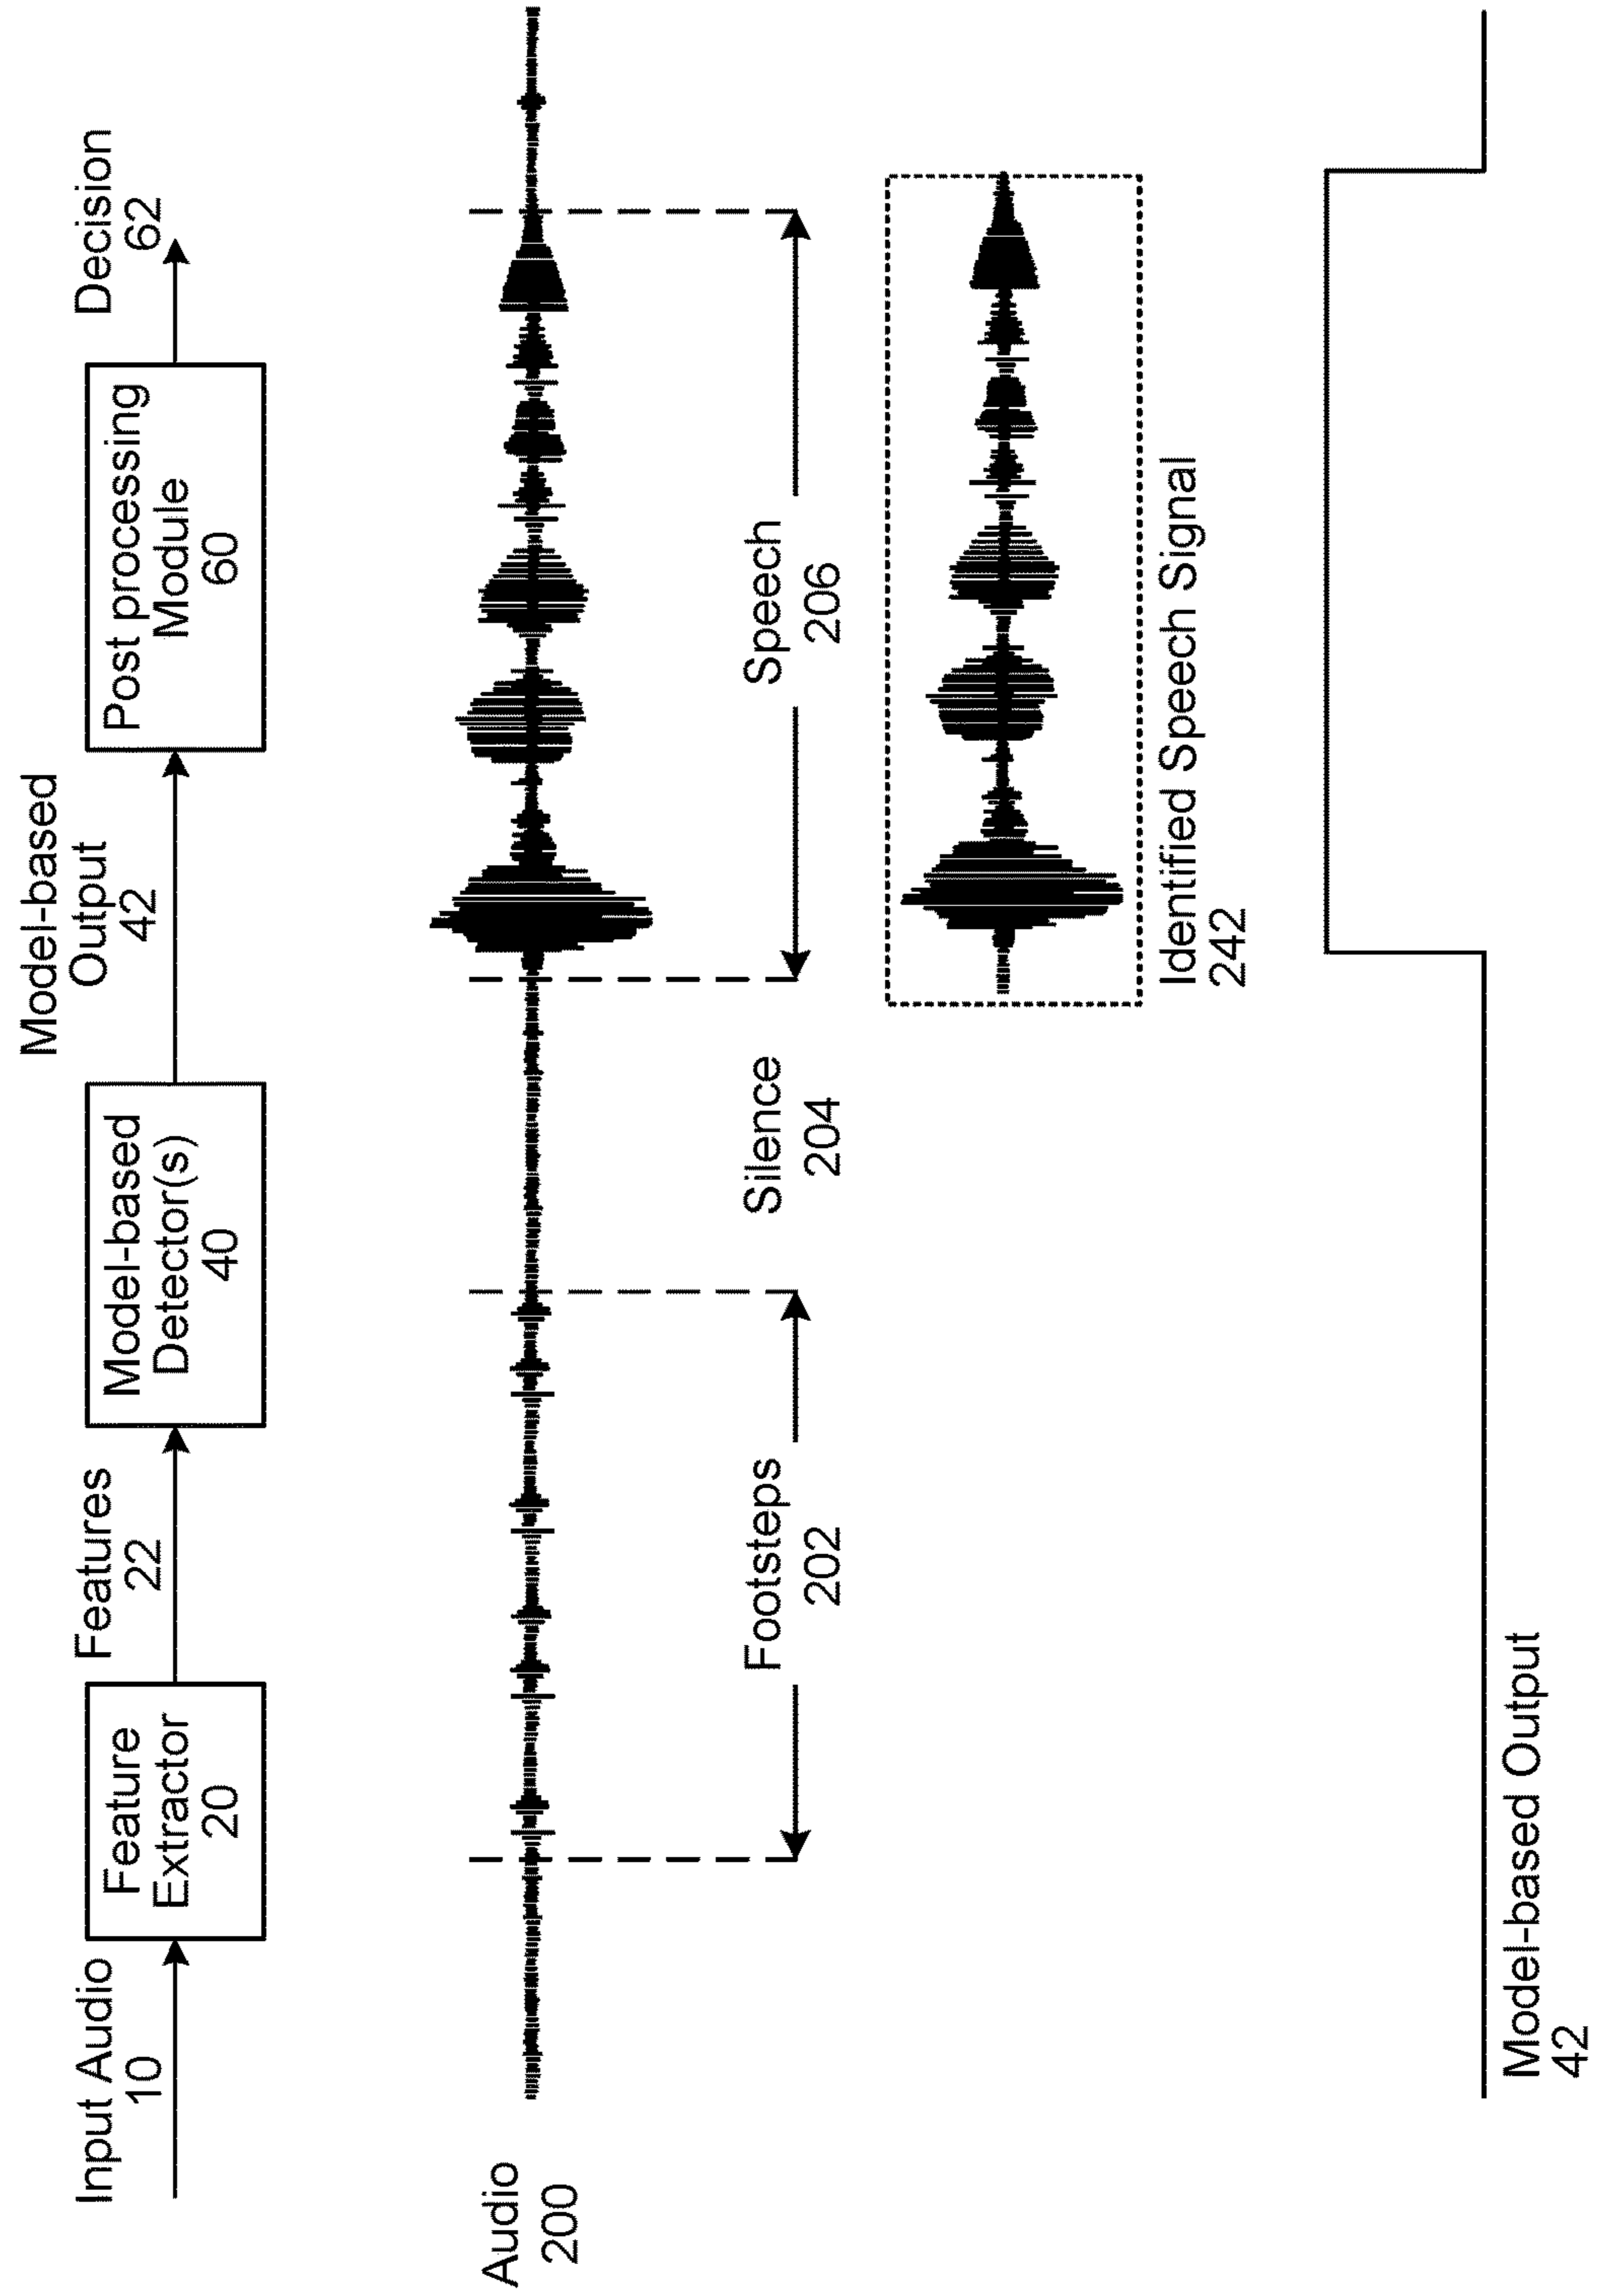 Input Audio
10
Feature
Extractor
20
Features
22
Model-based
Detector(s)
40
Model-based
Output
42
Post processing
Module
60
Decision
62
Audio
200
Footsteps
202
Silence
204
Speech
206
Identified Speech Signal
242
Model-based Output
42